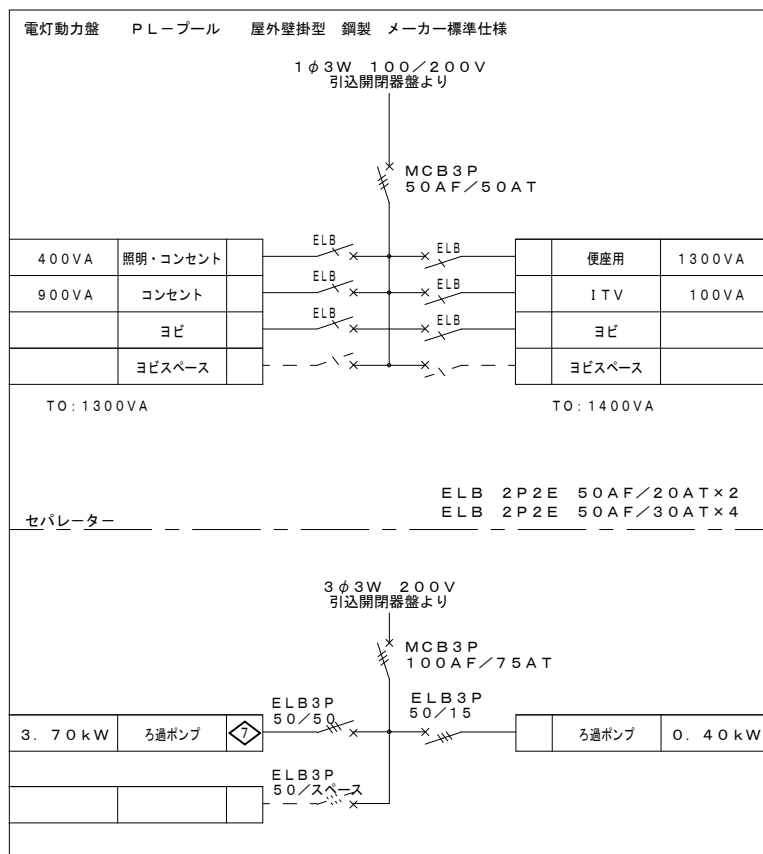 電灯動力盤　ＰＬ－プール　屋外壁掛型　鋼製　メーカー標準仕様
１φ３Ｗ　１００／２００Ｖ
引込開閉器盤より
ＭＣＢ３Ｐ
５０ＡＦ／５０ＡＴ
４００ＶＡ　照明・コンセント　ＥＬＢ　ＥＬＢ　便座用　１３００ＶＡ
９００ＶＡ　コンセント　ＥＬＢ　ＥＬＢ　ＩＴＶ　１００ＶＡ
ヨビ　ＥＬＢ　ＥＬＢ　ヨビ
ヨビスペース　ヨビスペース
ＴＯ：１３００ＶＡ　ＴＯ：１４００ＶＡ
ＥＬＢ　２Ｐ２Ｅ　５０ＡＦ／２０ＡＴ×２
ＥＬＢ　２Ｐ２Ｅ　５０ＡＦ／３０ＡＴ×４
セパレーター
３φ３Ｗ　２００Ｖ
引込開閉器盤より
ＭＣＢ３Ｐ
１００ＡＦ／７５ＡＴ
ＥＬＢ３Ｐ　ＥＬＢ３Ｐ
５０／５０　５０／１５
３．７０ｋＷ　ろ過ポンプ　７　ろ過ポンプ　０．４０ｋＷ
ＥＬＢ３Ｐ
５０／スペース